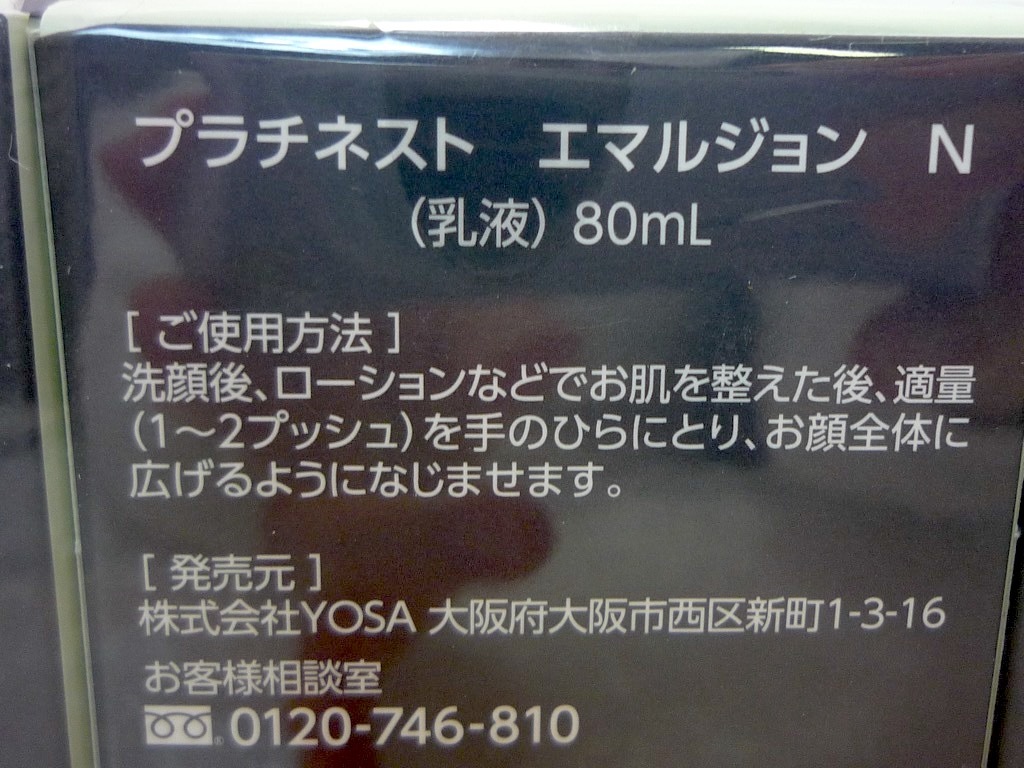 プラチネスト　エマルジョン　N
（乳液）80mL
［ ご使用方法 ］
洗顔後、ローションなどでお肌を整えた後、適量
（1～2プッシュ）を手のひらにとり、お顔全体に
広げるようになじませます。
［ 発売元 ］
株式会社YOSA 大阪府大阪市西区新町1-3-16
お客様相談室
0120-746-810